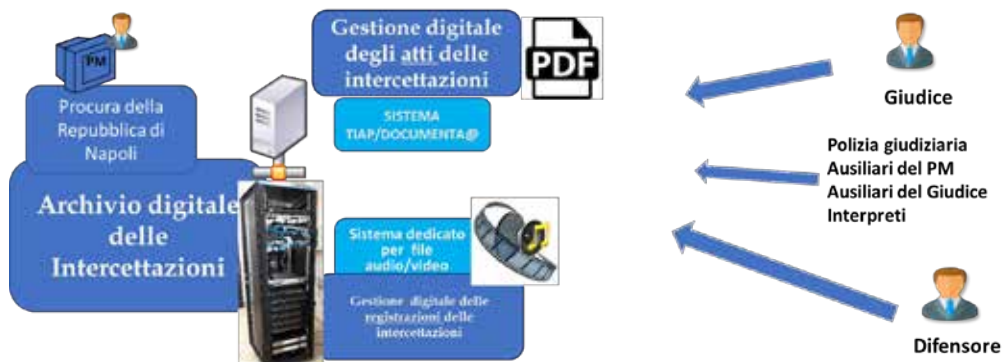 PM
Procura della
Repubblica di
Napoli
Archivio digitale
delle
Intercettazioni
Gestione digitale
degli atti delle
intercettazioni
PDF
SISTEMA
TIAP/DOCUMENTA@
Sistema dedicato
per file
audio/video
Gestione digitale delle
registrazioni delle
intercettazioni
Giudice
Polizia giudiziaria
Ausiliari del PM
Ausiliari del Giudice
Interpreti
Difensore